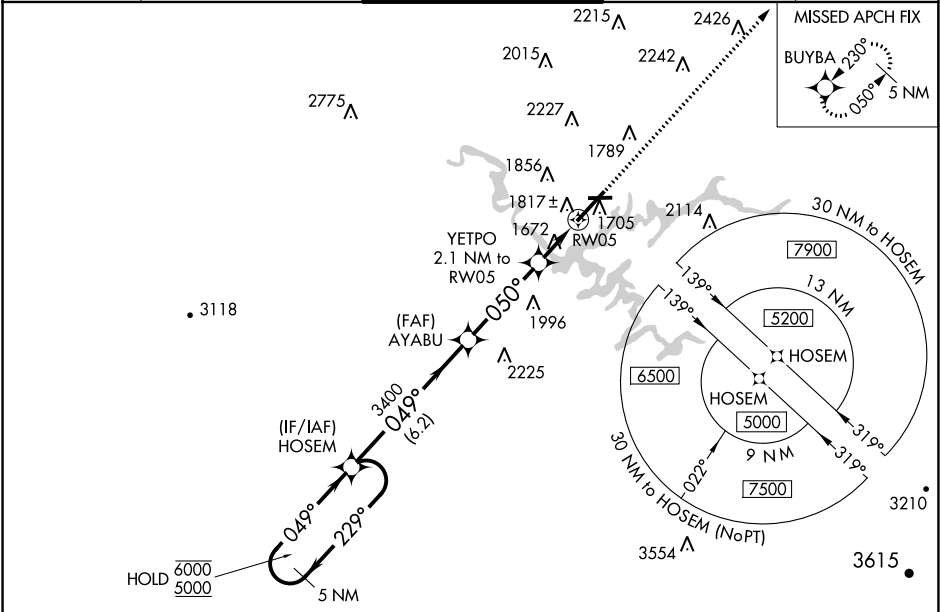 2215
2426
MISSED APCH FIX
2015
2242
BUYBA
230°
050°
5 NM
2775
2227
1789
1856
1817±
1705
2114
1672
RW05
YETPO
2.1 NM to
RW05
30 NM to HOSEM
7900
139°
13 NM
139°
5200
050°
3118
1996
(FAF)
AYABU
HOSEM
2225
6500
HOSEM
3400
049°
(6.2)
5000
(IF/IAF)
HOSEM
319°
9 NM
319°
022°
7500
30 NM to HOSEM (NoPT)
3210
049°
229°
3554
3615
HOLD 6000
5000
5 NM